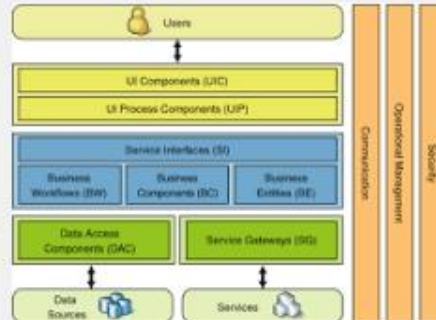 Users
UI Components (UIC)
UI Process Components (UIP)
Service Interfaces (SI)
Business
Workflows (BW)
Business
Components (BC)
Business
Entities (BE)
Data Access
Components (DAC)
Service Gateways (SG)
Data
Sources
Services
Communication
Operational Management
Security